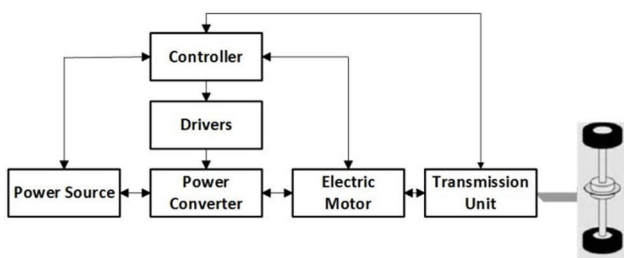 Controller
Drivers
Power Source
Power
Converter
Electric
Motor
Transmission
Unit